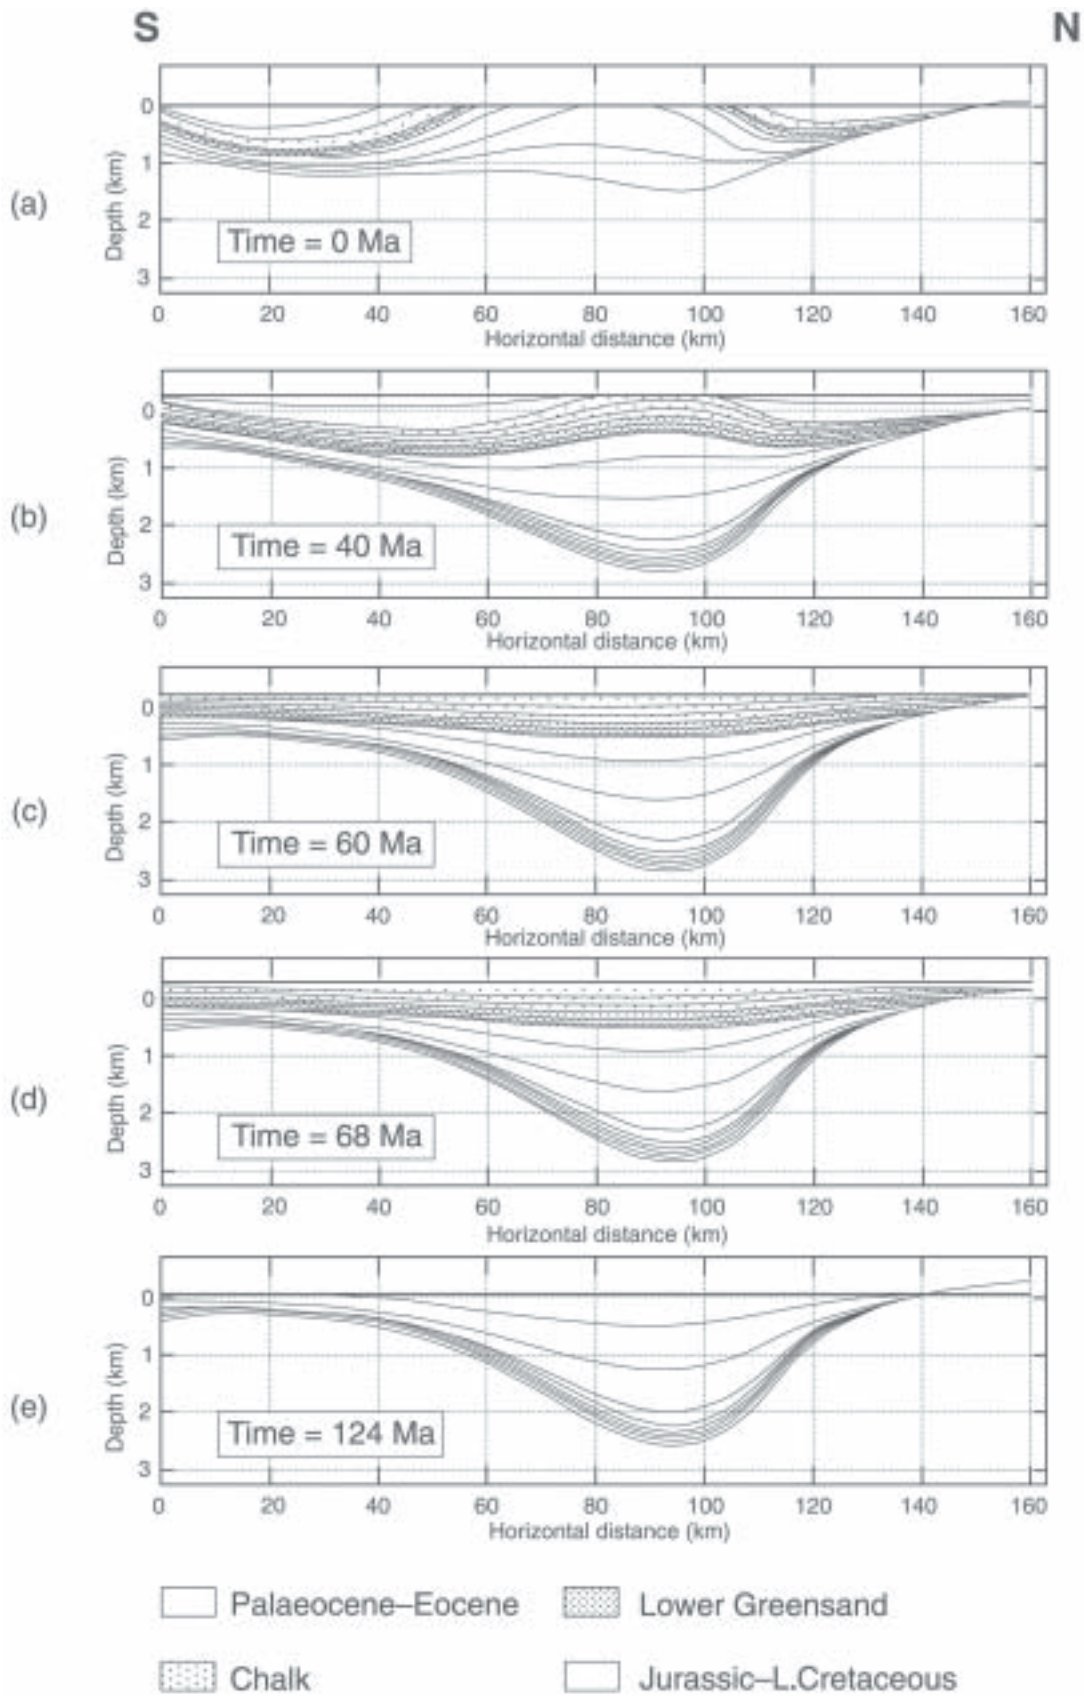 S N
0
1
2
3
Depth (km)
(a)
Time = 0 Ma
0 20 40 60 80 100 120 140 160
Horizontal distance (km)
0
1
2
3
Depth (km)
(b)
Time = 40 Ma
0 20 40 60 80 100 120 140 160
Horizontal distance (km)
0
1
2
3
Depth (km)
(c)
Time = 60 Ma
0 20 40 60 80 100 120 140 160
Horizontal distance (km)
0
1
2
3
Depth (km)
(d)
Time = 68 Ma
0 20 40 60 80 100 120 140 160
Horizontal distance (km)
0
1
2
3
Depth (km)
(e)
Time = 124 Ma
0 20 40 60 80 100 120 140 160
Horizontal distance (km)
Palaeocene–Eocene Lower Greensand
Chalk Jurassic–L.Cretaceous